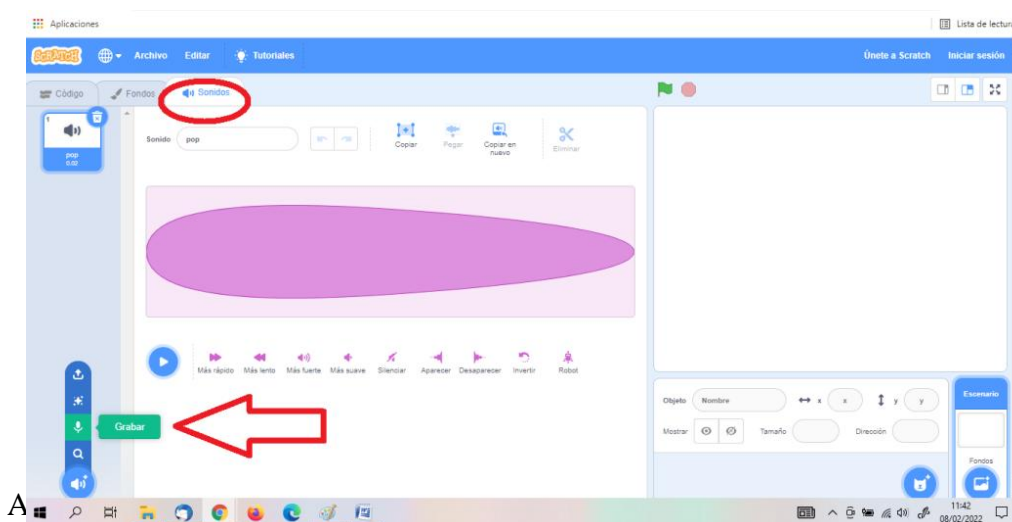 Aplicaciones
Lista de lectura
SCRATCH Archivo Editar Tutoriales Únete a Scratch Iniciar sesión
Código Fondos Sonidos
1
pop
0.02
Sonido pop Copiar Pegar Copiar en nuevo Eliminar
Más rápido Más lento Más fuerte Más suave Silenciar Aparecer Desaparecer Invertir Robot
Grabar
Objeto Nombre x x y y
Mostrar Tamaño Dirección
Escenario
Fondos
A
11:42
08/02/2022